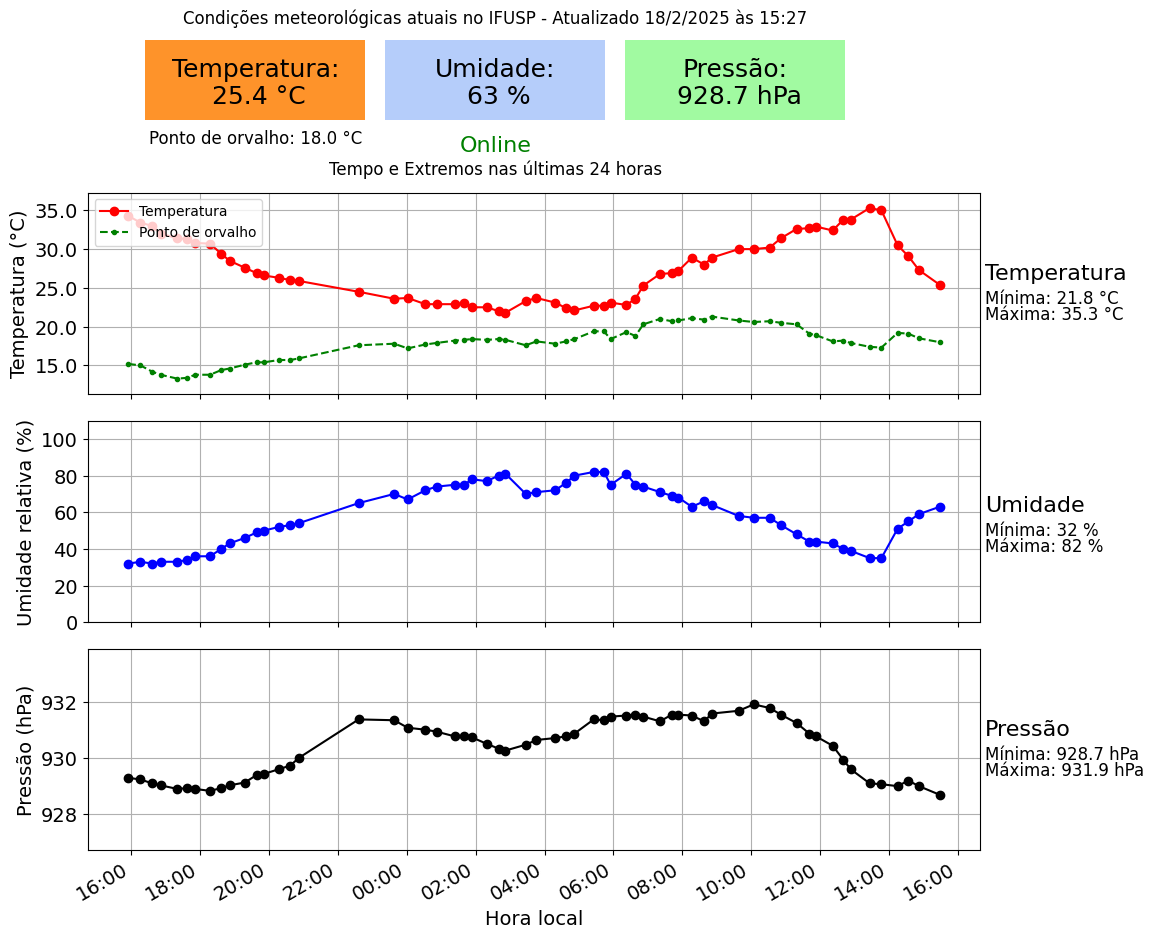 Condições meteorológicas atuais no IFUSP - Atualizado 18/2/2025 às 15:27
Temperatura:
25.4 °C
Umidade:
63 %
Pressão:
928.7 hPa
Ponto de orvalho: 18.0 °C
Online
Tempo e Extremos nas últimas 24 horas
Temperatura (°C)
35.0
30.0
25.0
20.0
15.0
Temperatura
Ponto de orvalho
Temperatura
Mínima: 21.8 °C
Máxima: 35.3 °C
Umidade relativa (%)
100
80
60
40
20
0
Umidade
Mínima: 32 %
Máxima: 82 %
Pressão (hPa)
932
930
928
Pressão
Mínima: 928.7 hPa
Máxima: 931.9 hPa
16:00 18:00 20:00 22:00 00:00 02:00 04:00 06:00 08:00 10:00 12:00 14:00 16:00
Hora local